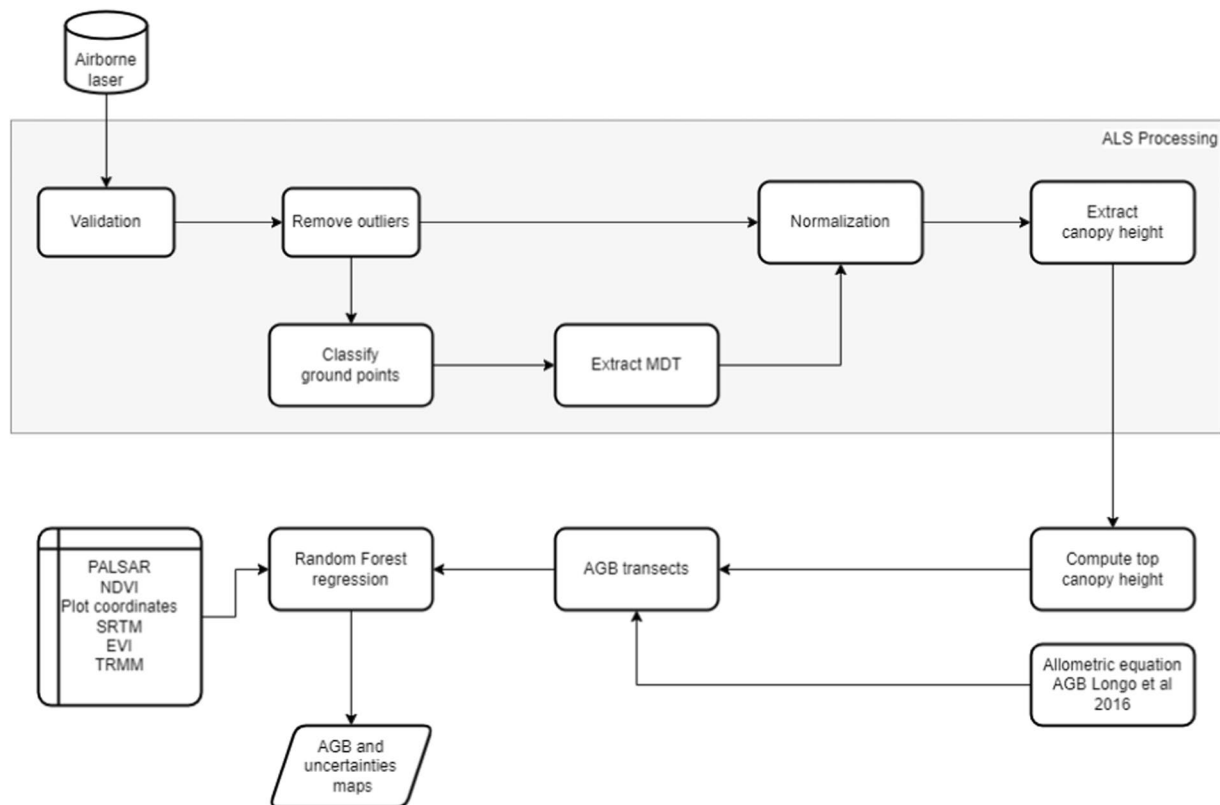 Airborne
laser
ALS Processing
Validation
Remove outliers
Normalization
Extract
canopy height
Classify
ground points
Extract MDT
PALSAR
NDVI
Plot coordinates
SRTM
EVI
TRMM
Random Forest
regression
AGB transects
Compute top
canopy height
Allometric equation
AGB Longo et al
2016
AGB and
uncertainties
maps